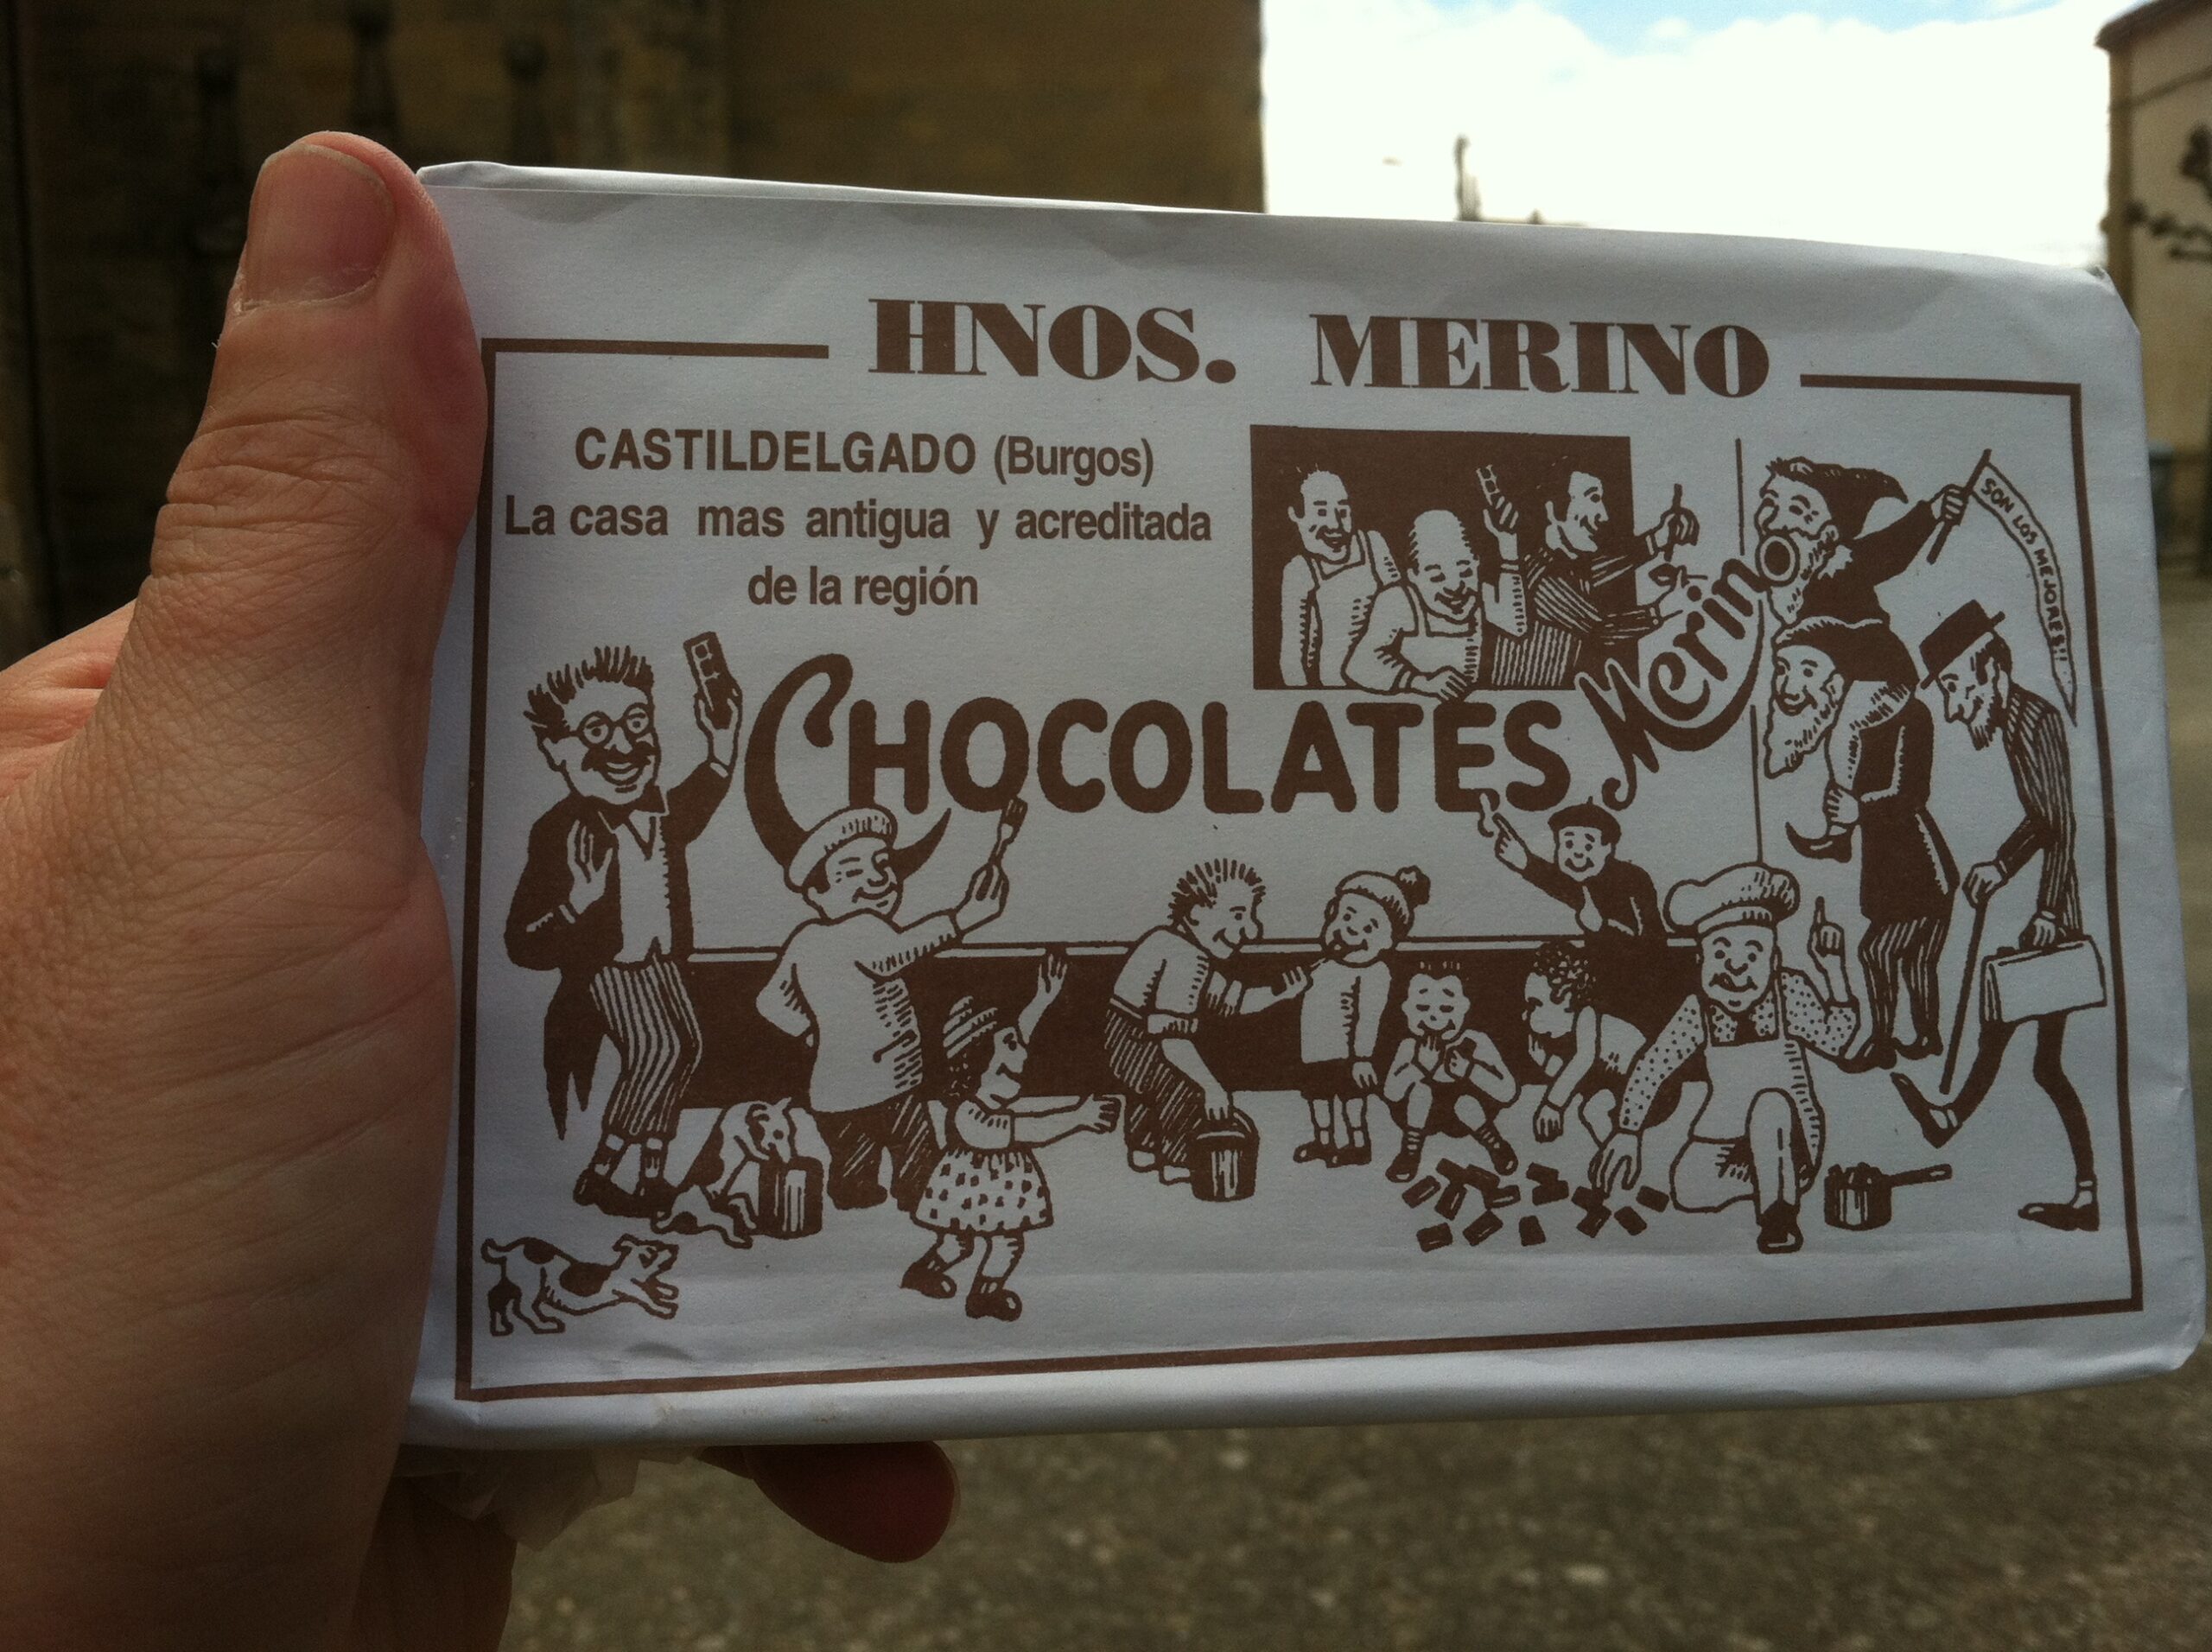 HNOS. MERINO
CASTILDELGADO (Burgos)
La casa mas antigua y acreditada
de la región
CHOCOLATES Merino
SON LOS MEJORES!!